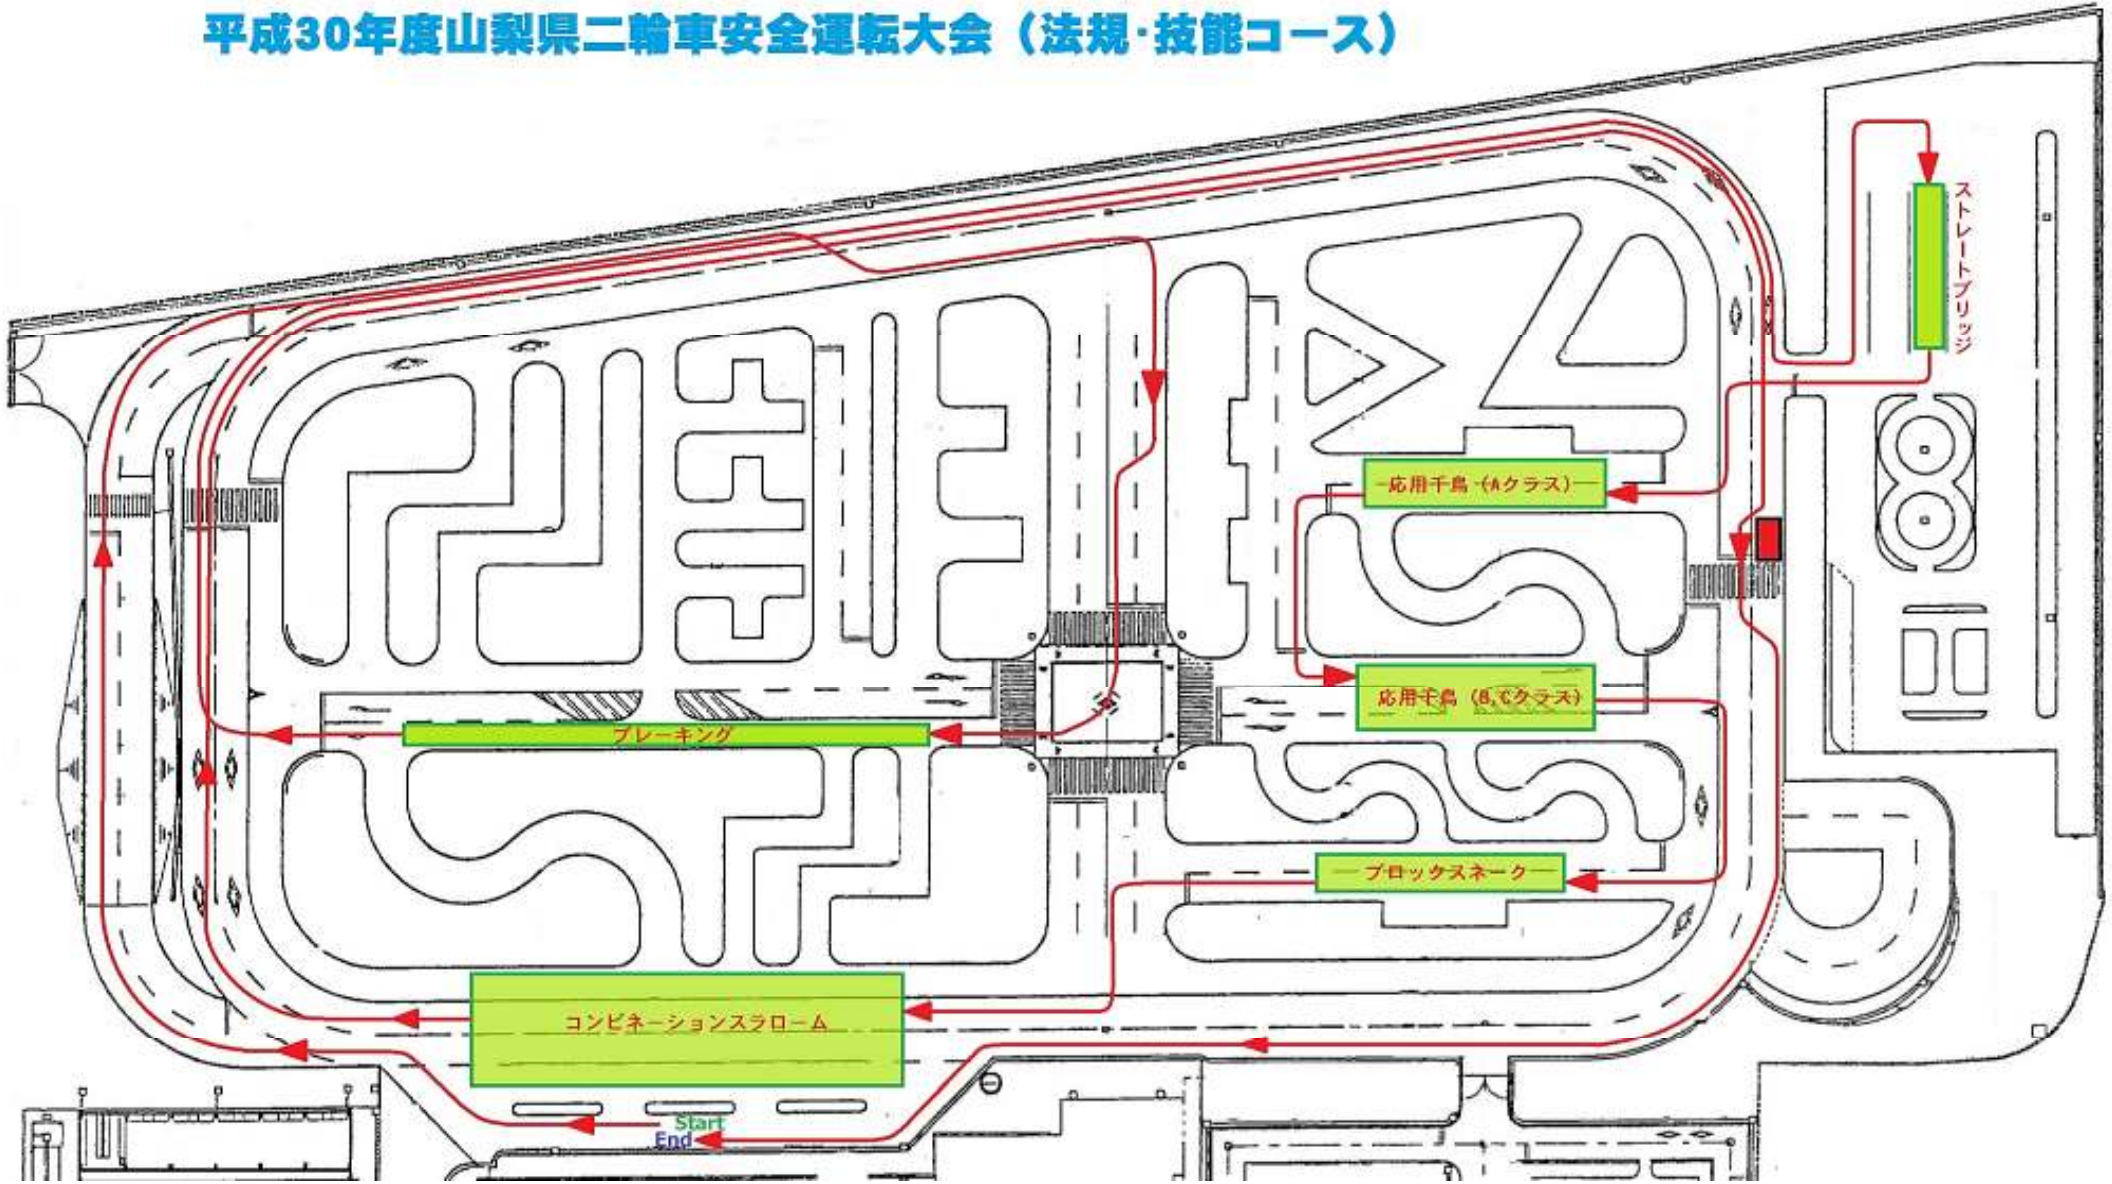 平成30年度山梨県二輪車安全運転大会（法規･技能コース）
ストレートブリッジ
応用千鳥（Aクラス）
応用千鳥（B,Cクラス）
ブレーキング
ブロックスネーク
コンビネーションスラローム
Start
End